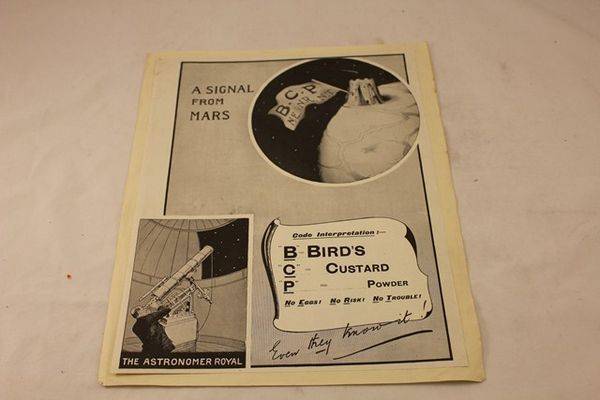 A SIGNAL
FROM
MARS
B.C.P
Code Interpretation:—
"B" BIRD'S
"C" – CUSTARD
"P" – POWDER
NO EGGS! NO RISK! NO TROUBLE!
Even they know it!
THE ASTRONOMER ROYAL